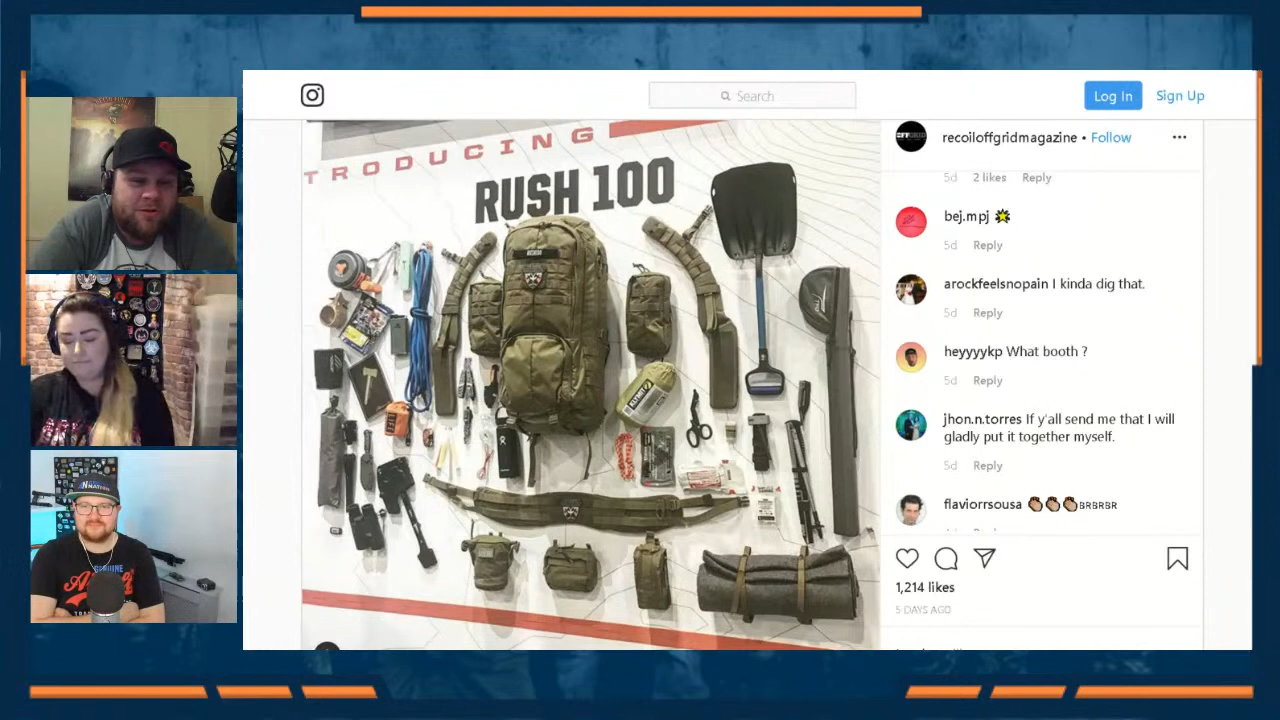 Search
Log In
Sign Up
TRODUCING
RUSH 100
KLYMIT
recoiloffgridmagazine • Follow
5d 2 likes Reply
bej.mpj
5d Reply
arockfeelsnopain I kinda dig that.
5d Reply
heyyyykp What booth ?
5d Reply
jhon.n.torres If y'all send me that I will
gladly put it together myself.
5d Reply
flaviorrsousa 👏👏👏BRBRBR
1,214 likes
5 DAYS AGO
GENUINE